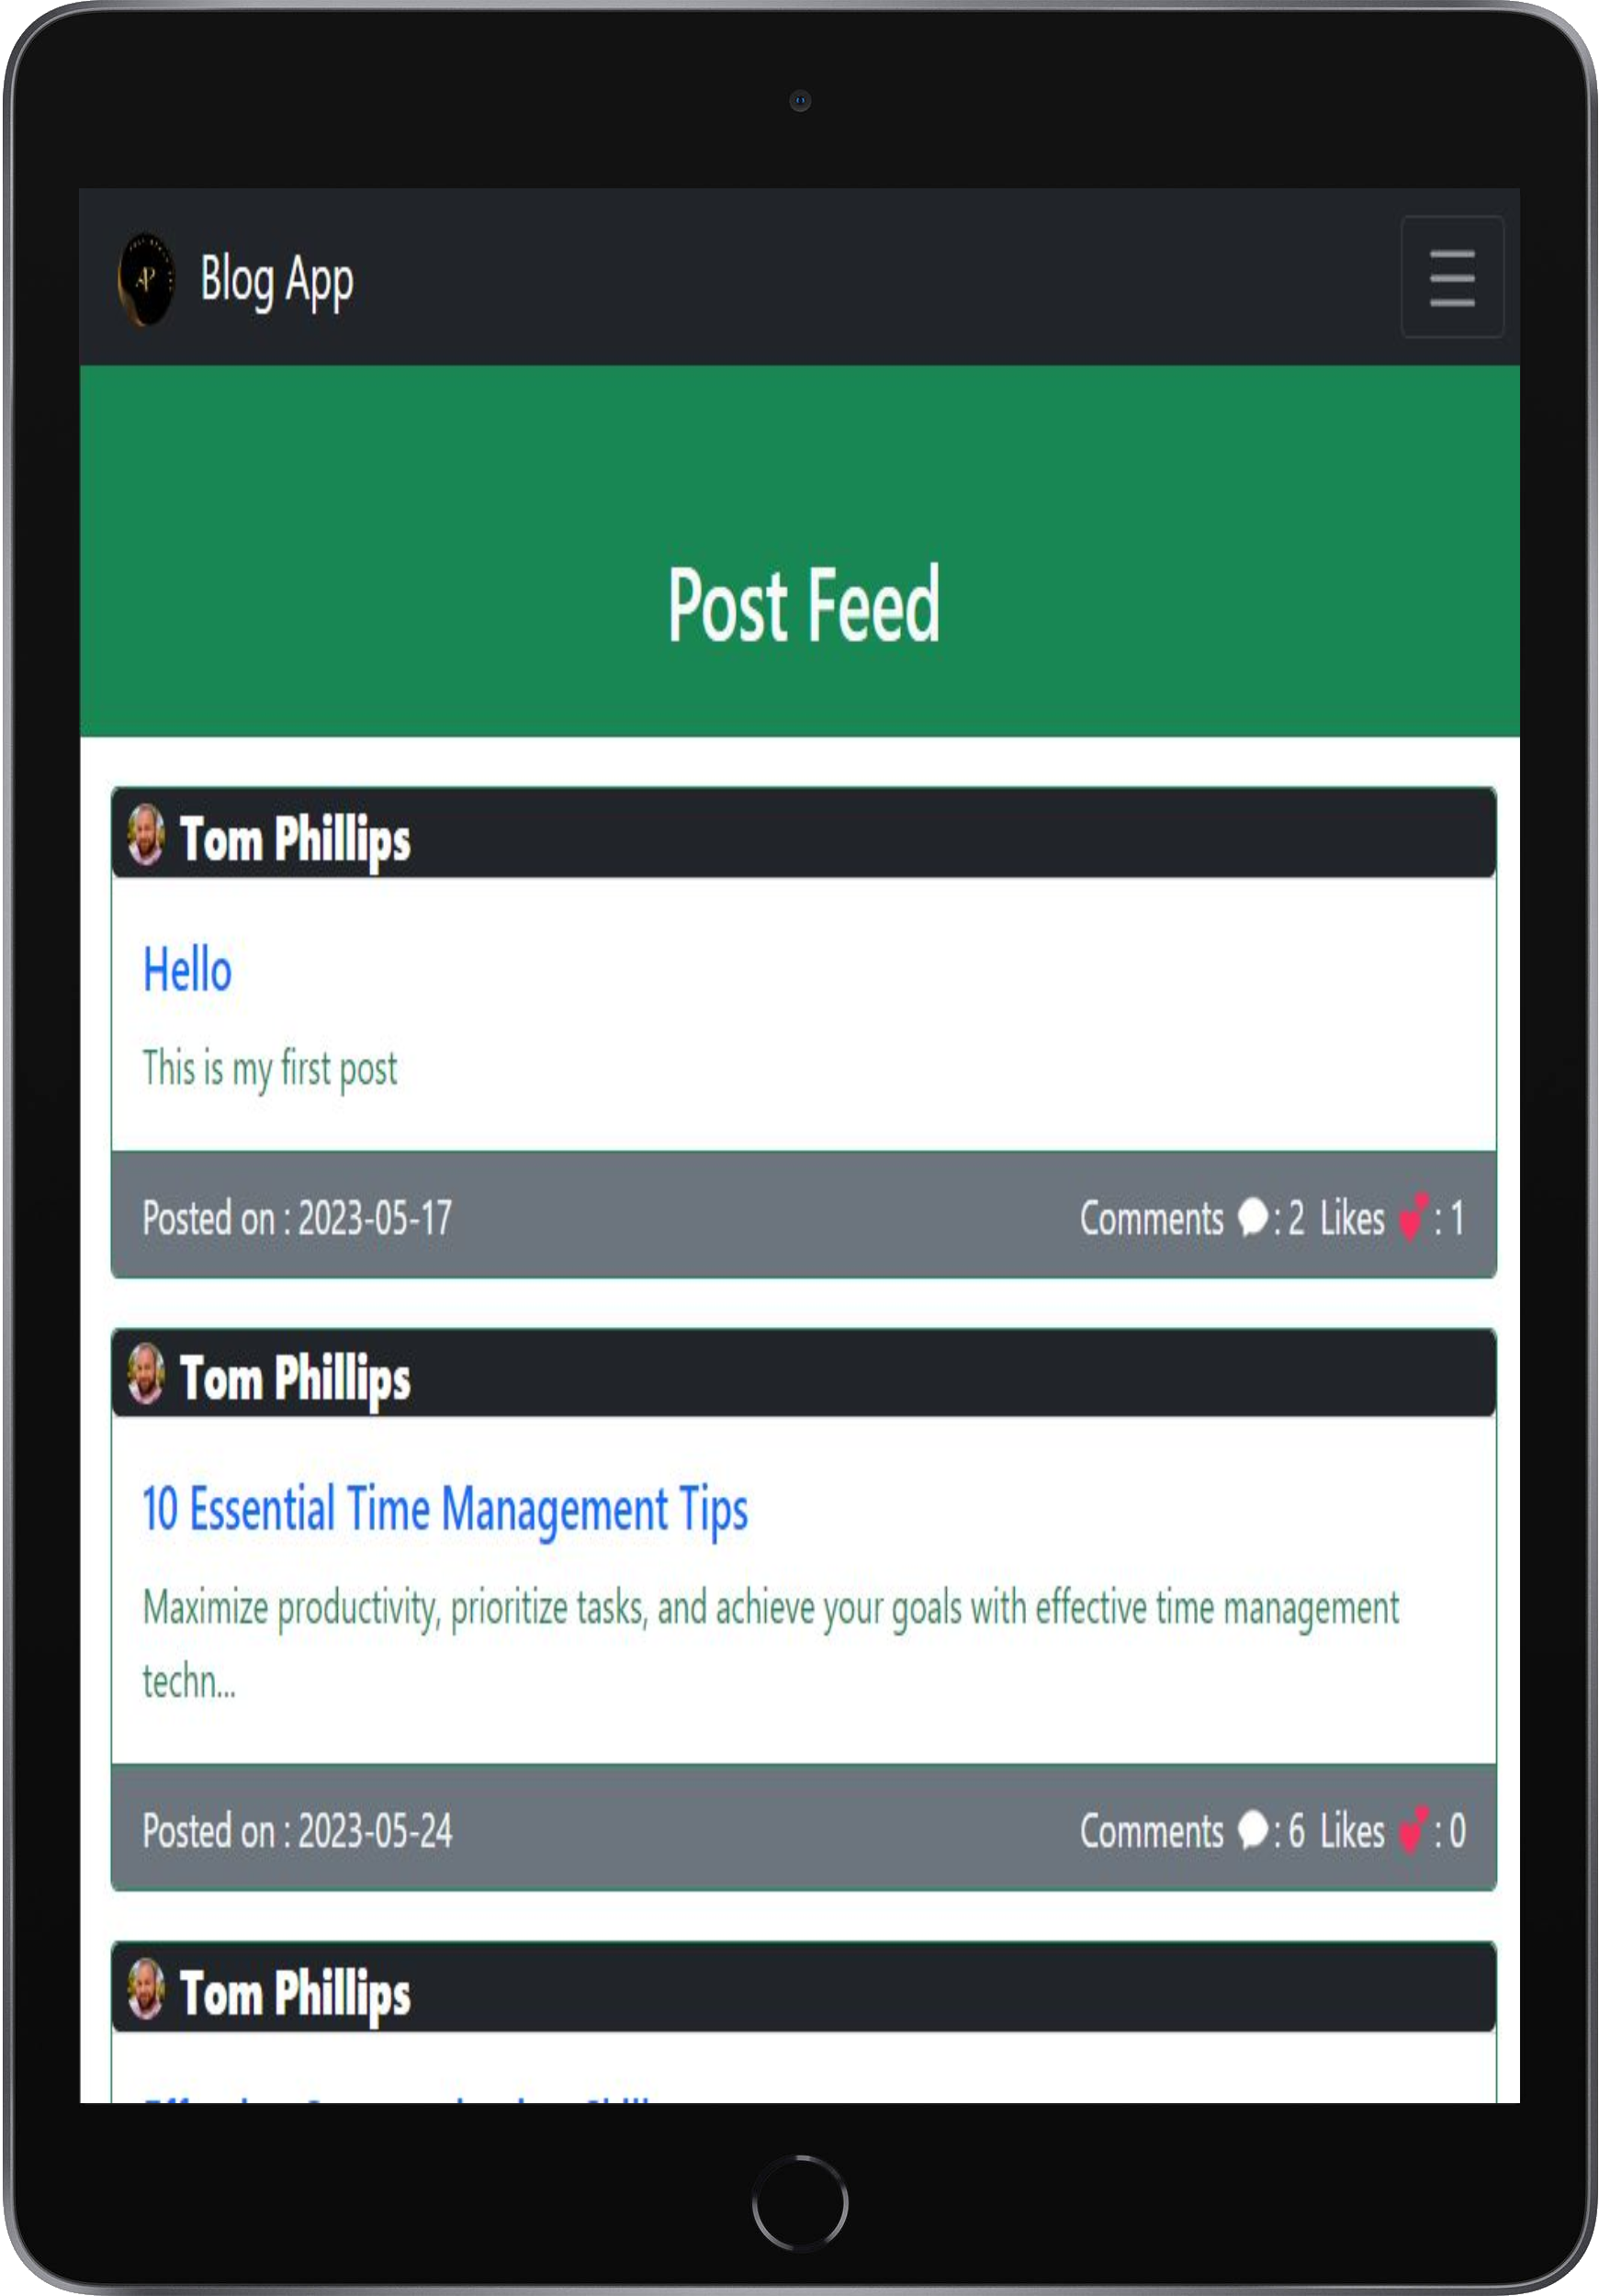 AP
Blog App
Post Feed
Tom Phillips
Hello
This is my first post
Posted on : 2023-05-17
Comments : 2 Likes 💕 : 1
Tom Phillips
10 Essential Time Management Tips
Maximize productivity, prioritize tasks, and achieve your goals with effective time management
techn...
Posted on : 2023-05-24
Comments : 6 Likes 💕 : 0
Tom Phillips